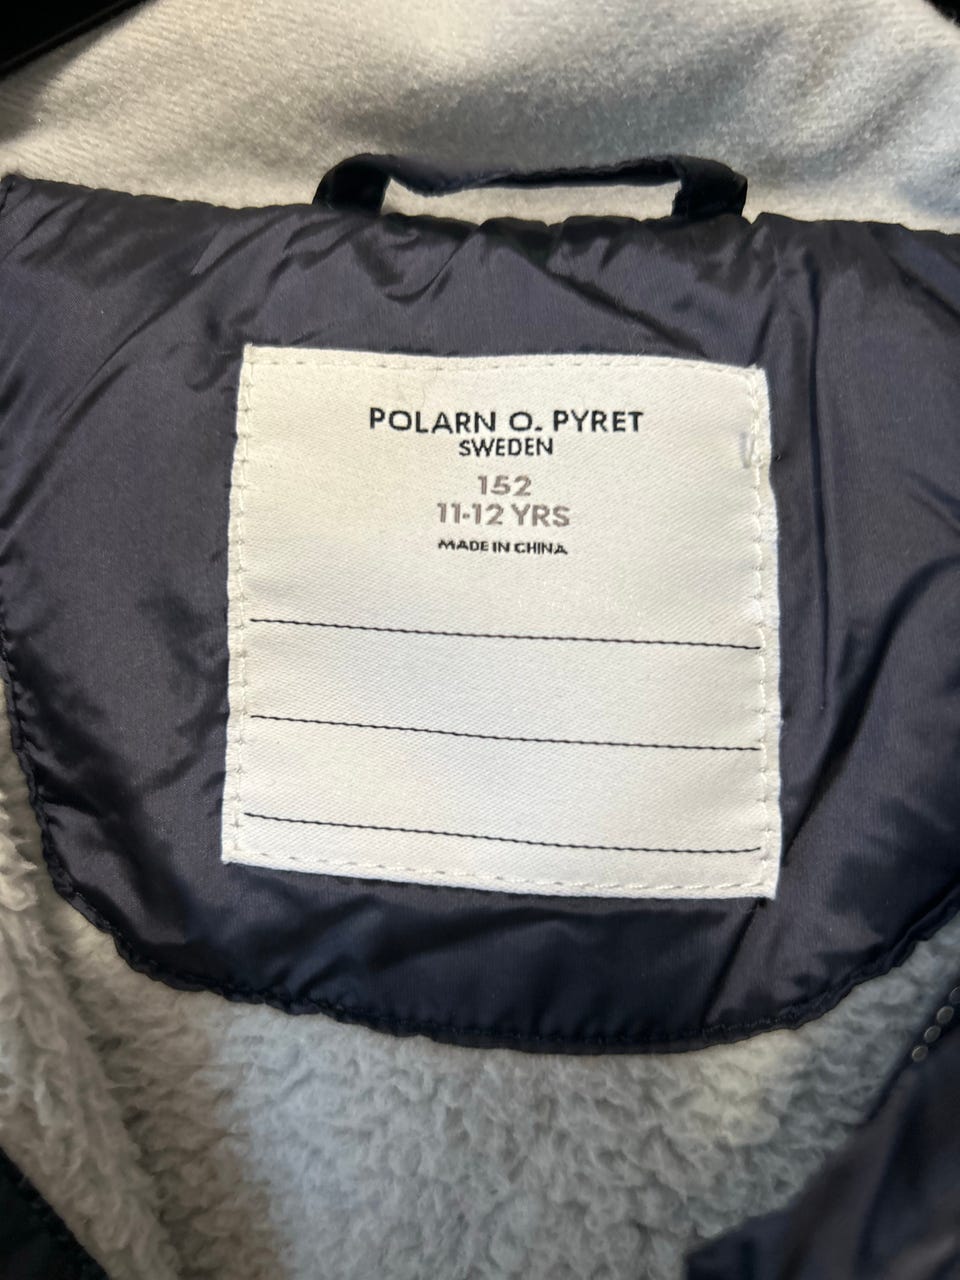 POLARN O. PYRET
SWEDEN
152
11-12 YRS
MADE IN CHINA